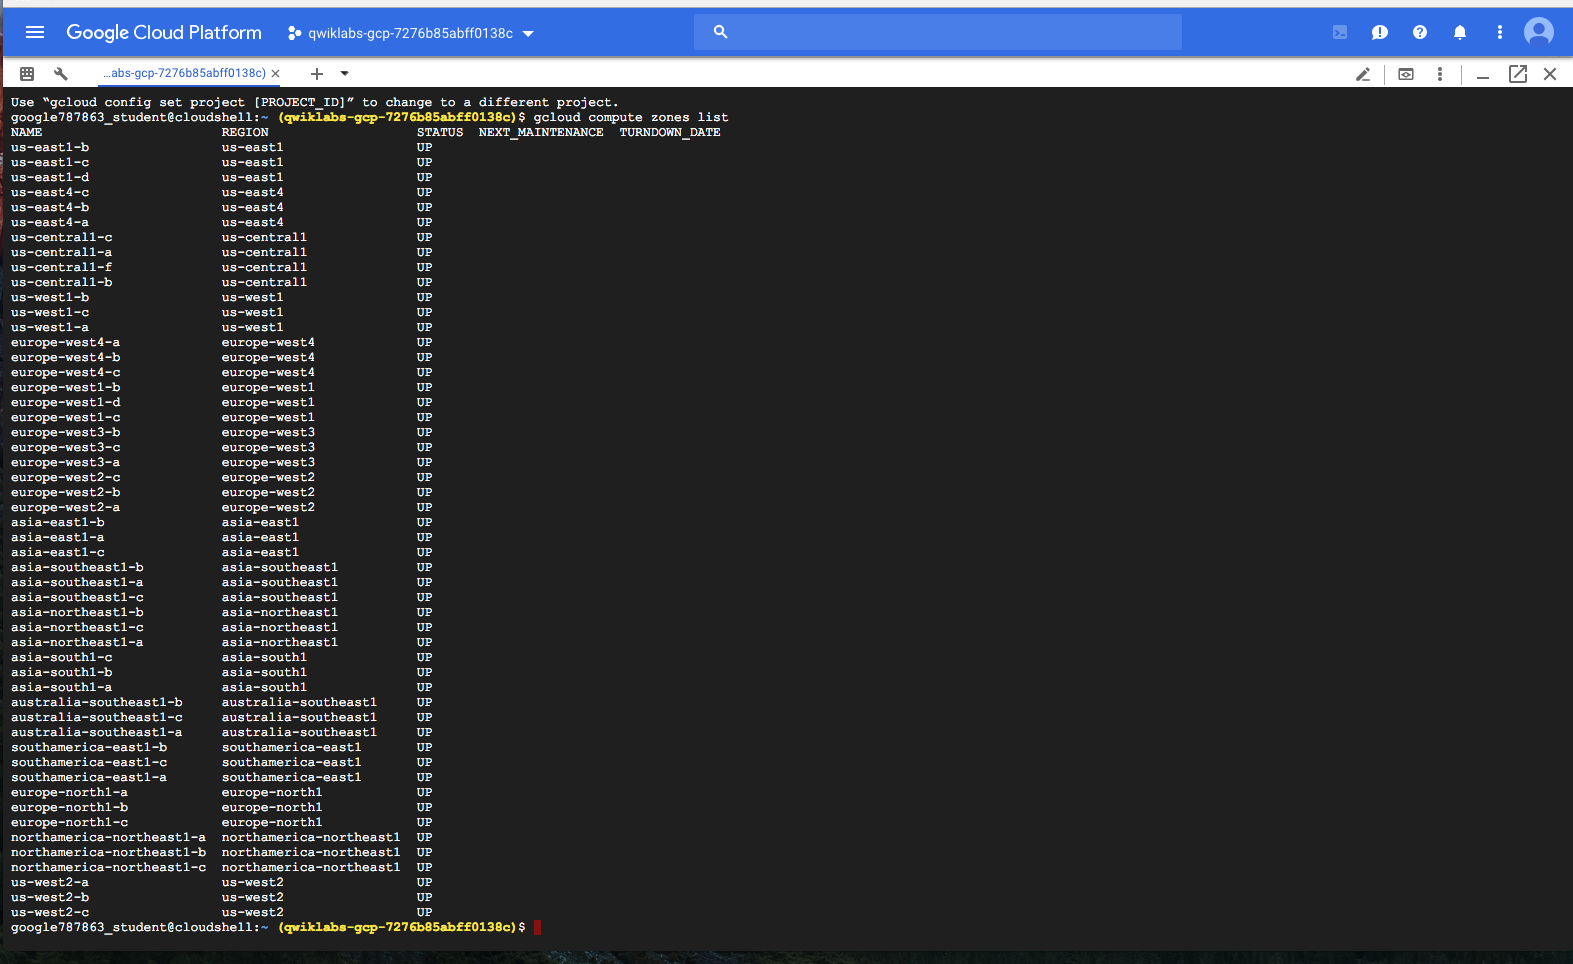 Google Cloud Platform qwiklabs-gcp-7276b85abff0138c
...abs-gcp-7276b85abff0138c)
Use “gcloud config set project [PROJECT_ID]” to change to a different project.
google787863_student@cloudshell:~ (qwiklabs-gcp-7276b85abff0138c)$ gcloud compute zones list
NAME REGION STATUS NEXT_MAINTENANCE TURNDOWN_DATE
us-east1-b us-east1 UP
us-east1-c us-east1 UP
us-east1-d us-east1 UP
us-east4-c us-east4 UP
us-east4-b us-east4 UP
us-east4-a us-east4 UP
us-central1-c us-central1 UP
us-central1-a us-central1 UP
us-central1-f us-central1 UP
us-central1-b us-central1 UP
us-west1-b us-west1 UP
us-west1-c us-west1 UP
us-west1-a us-west1 UP
europe-west4-a europe-west4 UP
europe-west4-b europe-west4 UP
europe-west4-c europe-west4 UP
europe-west1-b europe-west1 UP
europe-west1-d europe-west1 UP
europe-west1-c europe-west1 UP
europe-west3-b europe-west3 UP
europe-west3-c europe-west3 UP
europe-west3-a europe-west3 UP
europe-west2-c europe-west2 UP
europe-west2-b europe-west2 UP
europe-west2-a europe-west2 UP
asia-east1-b asia-east1 UP
asia-east1-a asia-east1 UP
asia-east1-c asia-east1 UP
asia-southeast1-b asia-southeast1 UP
asia-southeast1-a asia-southeast1 UP
asia-southeast1-c asia-southeast1 UP
asia-northeast1-b asia-northeast1 UP
asia-northeast1-c asia-northeast1 UP
asia-northeast1-a asia-northeast1 UP
asia-south1-c asia-south1 UP
asia-south1-b asia-south1 UP
asia-south1-a asia-south1 UP
australia-southeast1-b australia-southeast1 UP
australia-southeast1-c australia-southeast1 UP
australia-southeast1-a australia-southeast1 UP
southamerica-east1-b southamerica-east1 UP
southamerica-east1-c southamerica-east1 UP
southamerica-east1-a southamerica-east1 UP
europe-north1-a europe-north1 UP
europe-north1-b europe-north1 UP
europe-north1-c europe-north1 UP
northamerica-northeast1-a northamerica-northeast1 UP
northamerica-northeast1-b northamerica-northeast1 UP
northamerica-northeast1-c northamerica-northeast1 UP
us-west2-a us-west2 UP
us-west2-b us-west2 UP
us-west2-c us-west2 UP
google787863_student@cloudshell:~ (qwiklabs-gcp-7276b85abff0138c)$